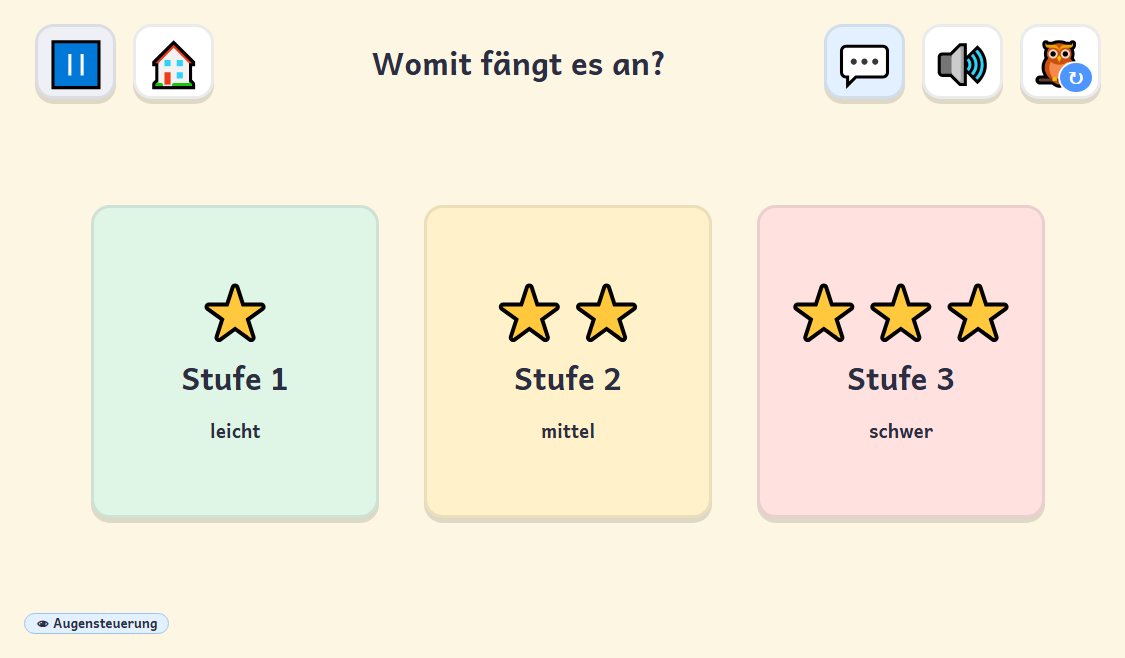 Womit fängt es an?
Stufe 1
leicht
Stufe 2
mittel
Stufe 3
schwer
Augensteuerung